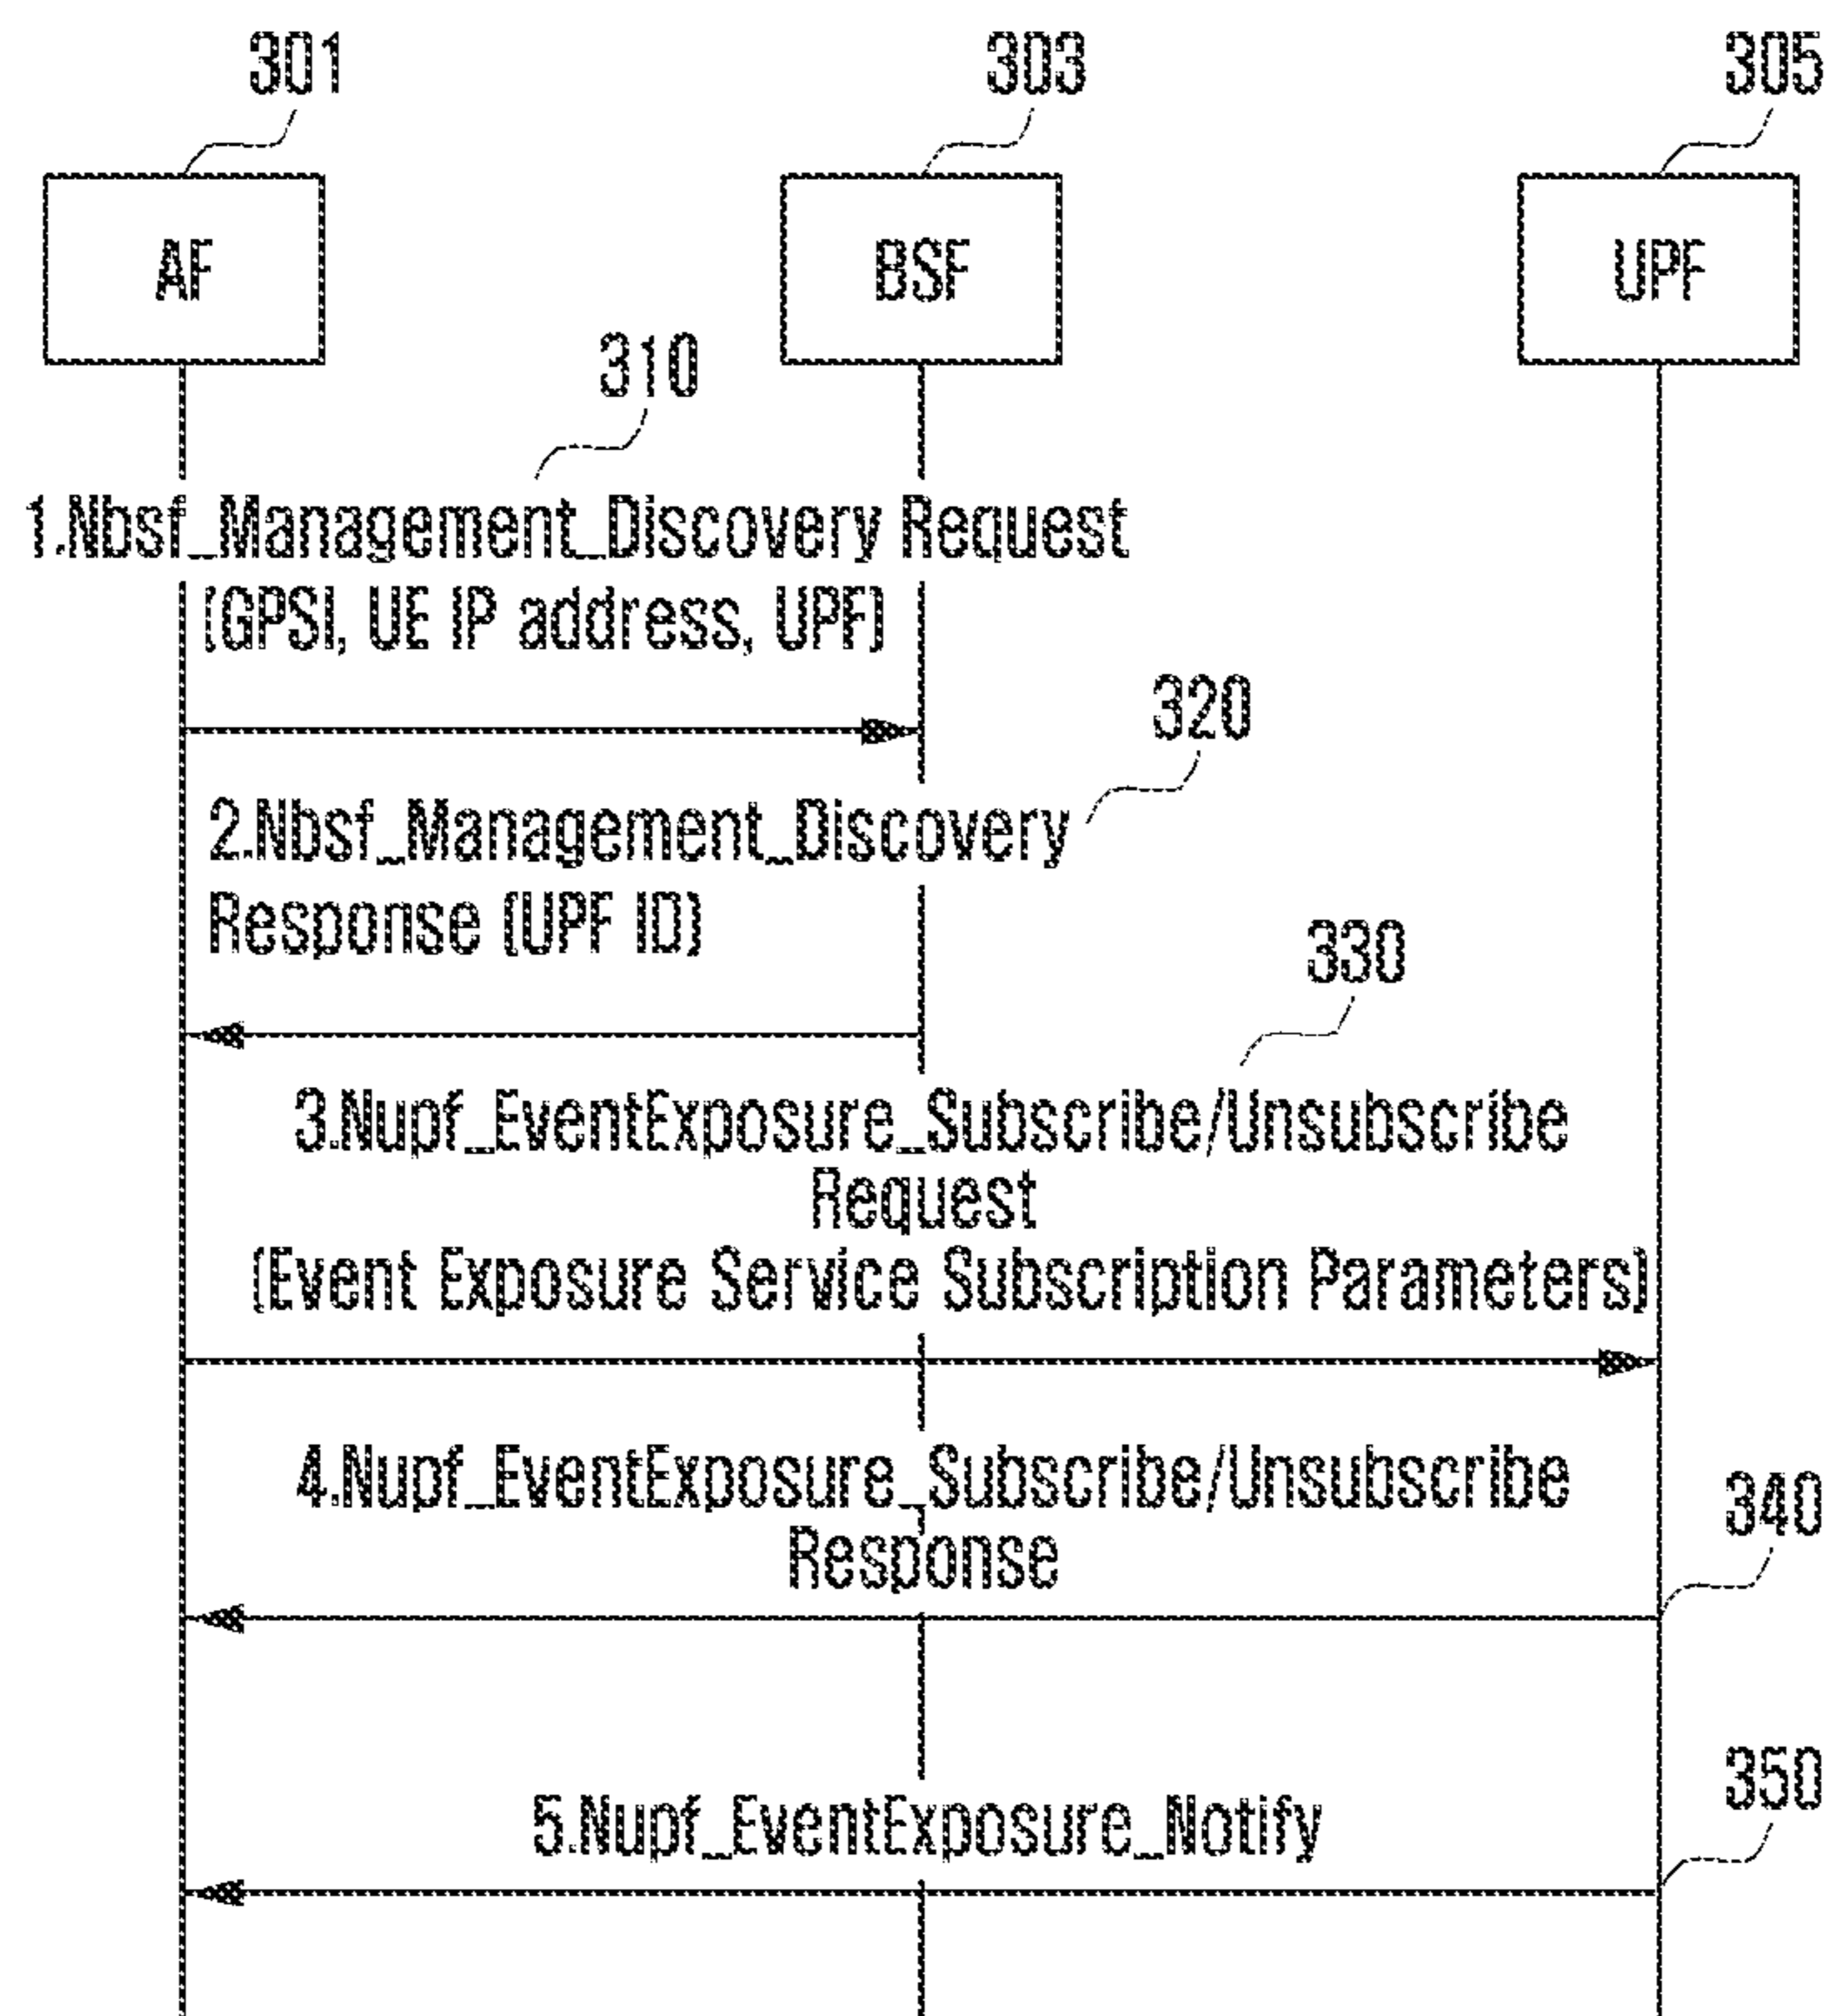 301
303
305
AF
BSF
UPF
310
1.Nbsf_Management_Discovery Request
(GPSI, UE IP address, UPF)
320
2.Nbsf_Management_Discovery
Response (UPF ID)
330
3.Nupf_EventExposure_Subscribe/Unsubscribe
Request
(Event Exposure Service Subscription Parameters)
4.Nupf_EventExposure_Subscribe/Unsubscribe
Response
340
350
5.Nupf_EventExposure_Notify